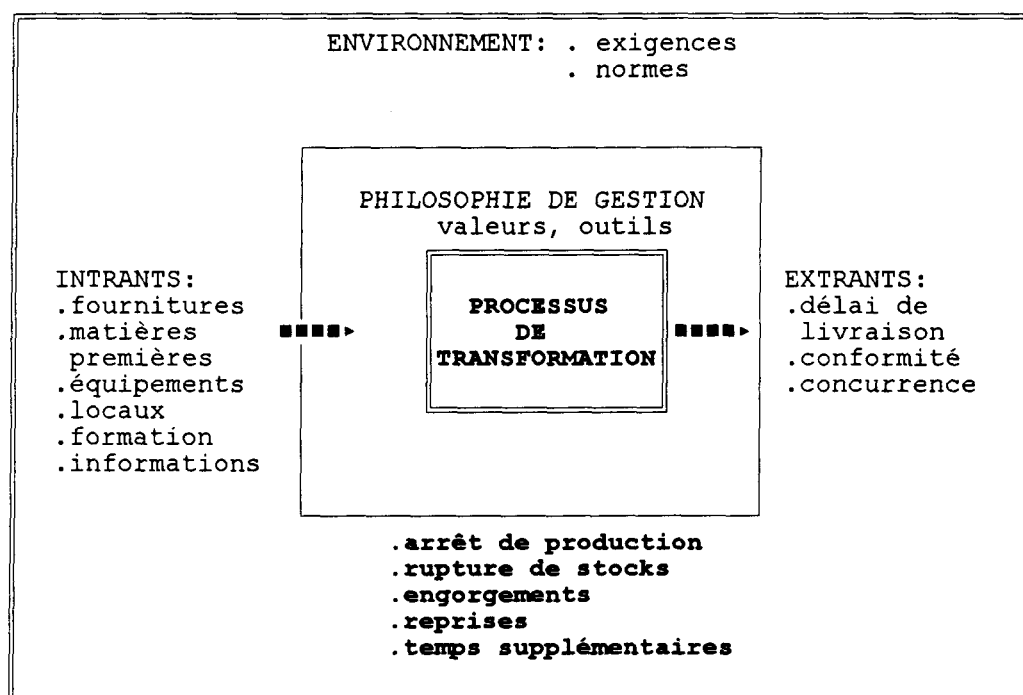 ENVIRONNEMENT: . exigences
. normes
PHILOSOPHIE DE GESTION
valeurs, outils
INTRANTS:
.fournitures
.matières
premières
.équipements
.locaux
.formation
.informations
PROCESSUS
DE
TRANSFORMATION
EXTRANTS:
.délai de
livraison
.conformité
.concurrence
.arrêt de production
.rupture de stocks
.engorgements
.reprises
.temps supplémentaires